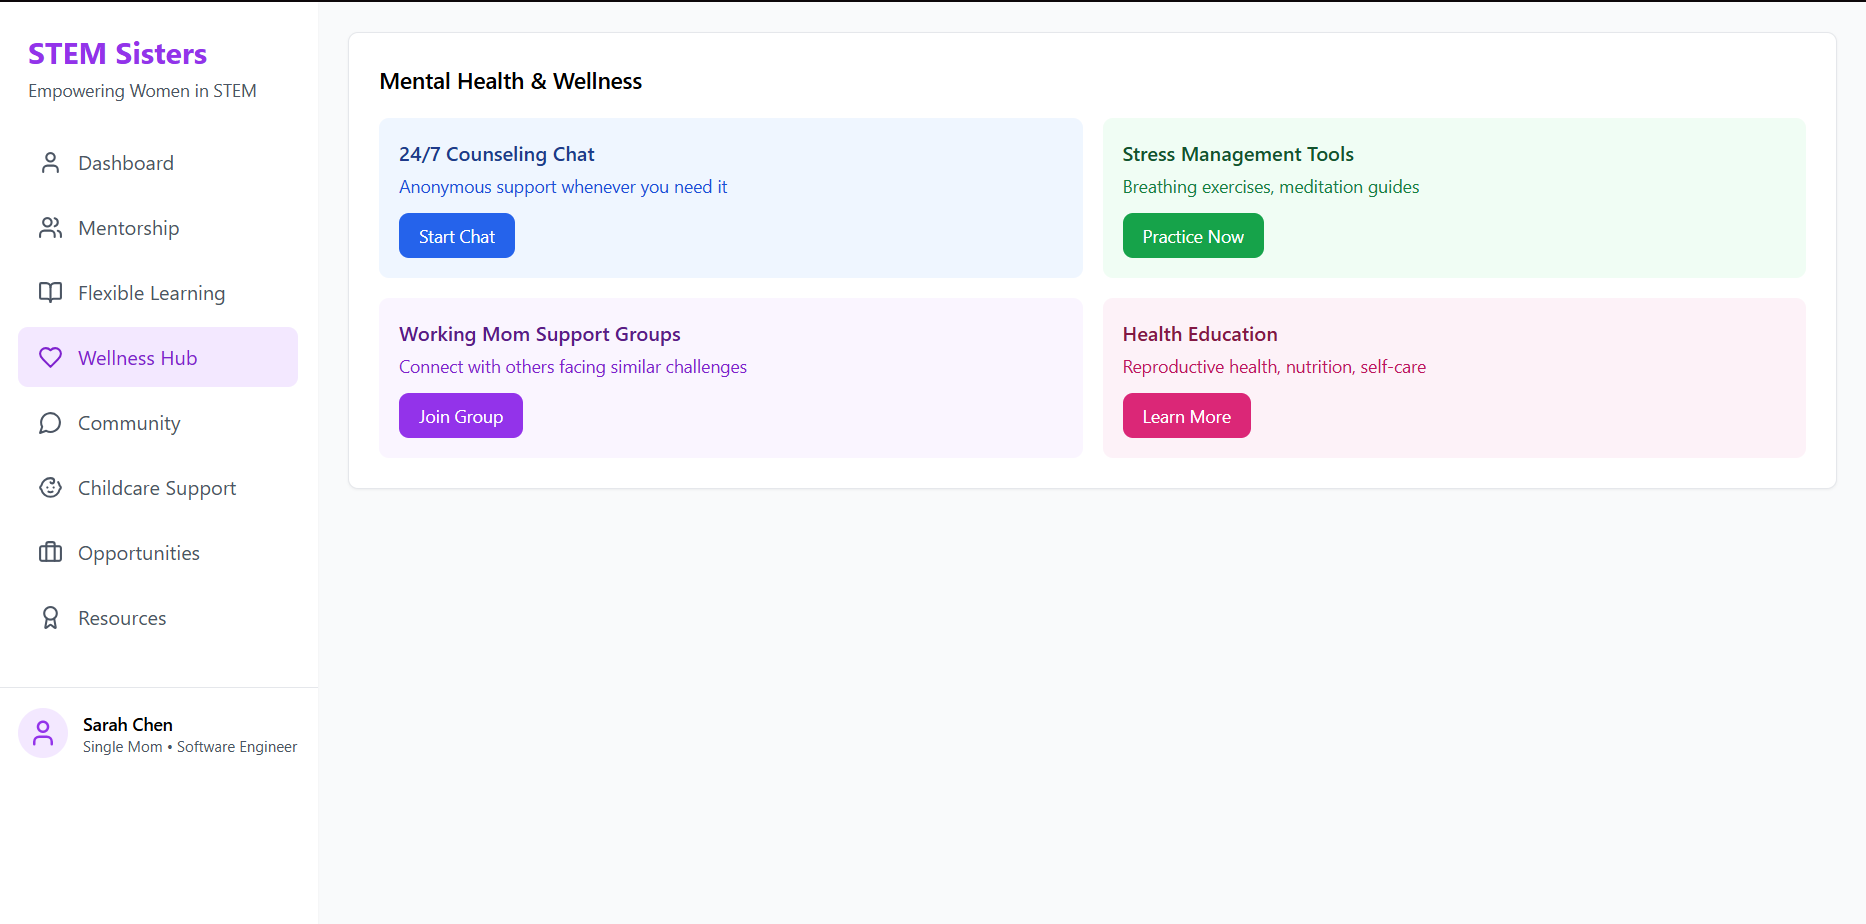 STEM Sisters
Empowering Women in STEM
Dashboard
Mentorship
Flexible Learning
Wellness Hub
Community
Childcare Support
Opportunities
Resources
Sarah Chen
Single Mom • Software Engineer
Mental Health & Wellness
24/7 Counseling Chat
Anonymous support whenever you need it
Start Chat
Stress Management Tools
Breathing exercises, meditation guides
Practice Now
Working Mom Support Groups
Connect with others facing similar challenges
Join Group
Health Education
Reproductive health, nutrition, self-care
Learn More